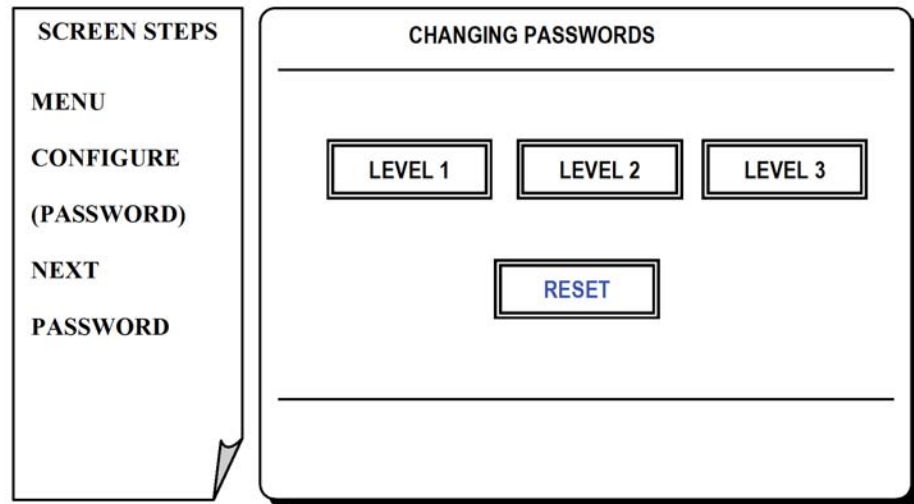 SCREEN STEPS
MENU
CONFIGURE
(PASSWORD)
NEXT
PASSWORD
CHANGING PASSWORDS
LEVEL 1
LEVEL 2
LEVEL 3
RESET